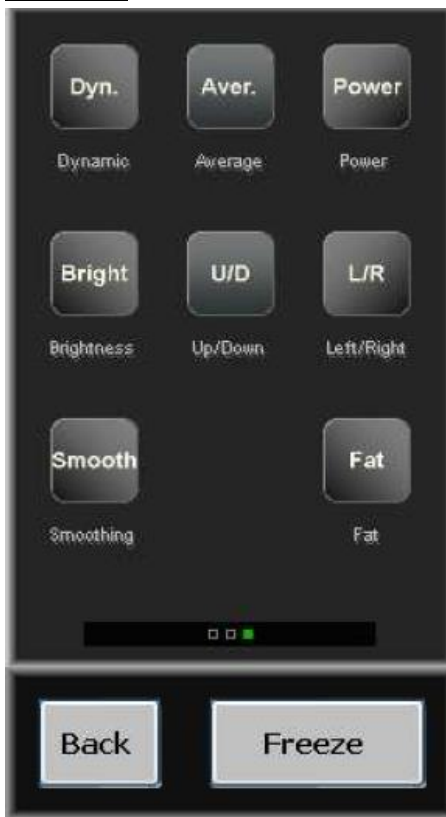 Dyn. Aver. Power
Dynamic Average Power
Bright U/D L/R
Brightness Up/Down Left/Right
Smooth Fat
Smoothing Fat
Back Freeze